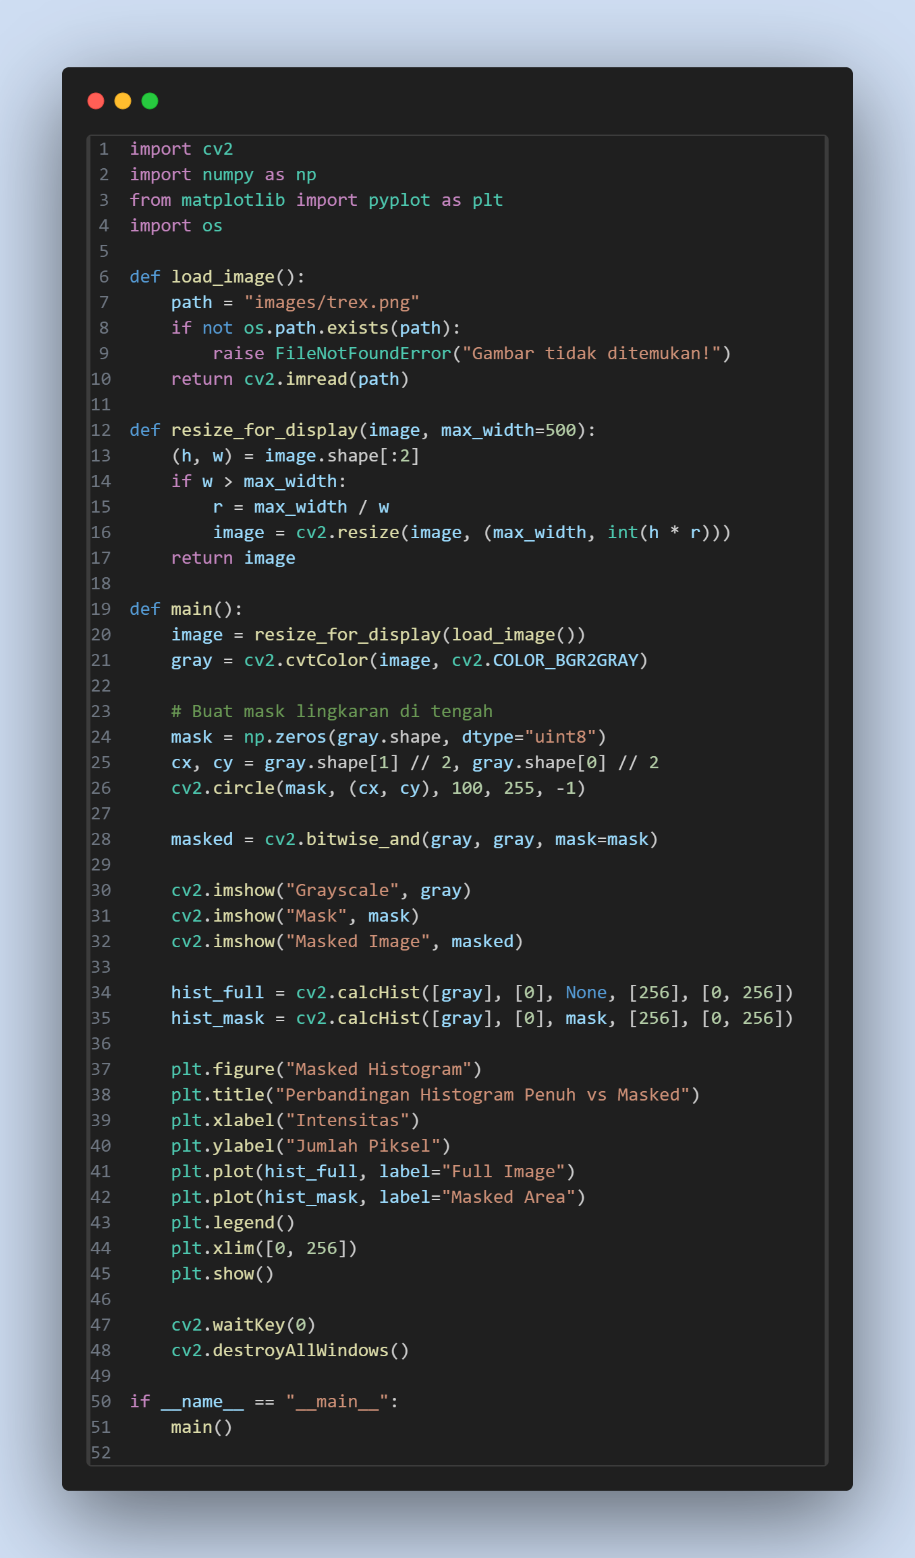 1 import cv2
2 import numpy as np
3 from matplotlib import pyplot as plt
4 import os
5
6 def load_image():
7     path = "images/trex.png"
8     if not os.path.exists(path):
9         raise FileNotFoundError("Gambar tidak ditemukan!")
10     return cv2.imread(path)
11
12 def resize_for_display(image, max_width=500):
13     (h, w) = image.shape[:2]
14     if w > max_width:
15         r = max_width / w
16         image = cv2.resize(image, (max_width, int(h * r)))
17     return image
18
19 def main():
20     image = resize_for_display(load_image())
21     gray = cv2.cvtColor(image, cv2.COLOR_BGR2GRAY)
22
23     # Buat mask lingkaran di tengah
24     mask = np.zeros(gray.shape, dtype="uint8")
25     cx, cy = gray.shape[1] // 2, gray.shape[0] // 2
26     cv2.circle(mask, (cx, cy), 100, 255, -1)
27
28     masked = cv2.bitwise_and(gray, gray, mask=mask)
29
30     cv2.imshow("Grayscale", gray)
31     cv2.imshow("Mask", mask)
32     cv2.imshow("Masked Image", masked)
33
34     hist_full = cv2.calcHist([gray], [0], None, [256], [0, 256])
35     hist_mask = cv2.calcHist([gray], [0], mask, [256], [0, 256])
36
37     plt.figure("Masked Histogram")
38     plt.title("Perbandingan Histogram Penuh vs Masked")
39     plt.xlabel("Intensitas")
40     plt.ylabel("Jumlah Piksel")
41     plt.plot(hist_full, label="Full Image")
42     plt.plot(hist_mask, label="Masked Area")
43     plt.legend()
44     plt.xlim([0, 256])
45     plt.show()
46
47     cv2.waitKey(0)
48     cv2.destroyAllWindows()
49
50 if __name__ == "__main__":
51     main()
52